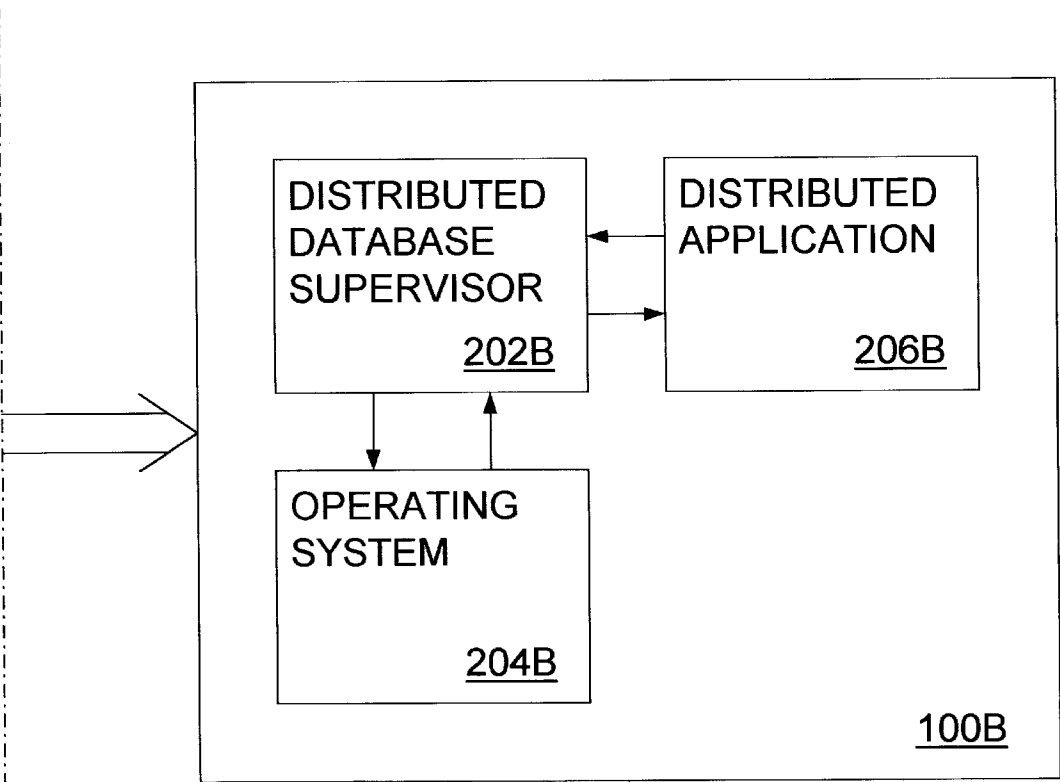 DISTRIBUTED
DATABASE
SUPERVISOR
202B
DISTRIBUTED
APPLICATION
206B
OPERATING
SYSTEM
204B
100B